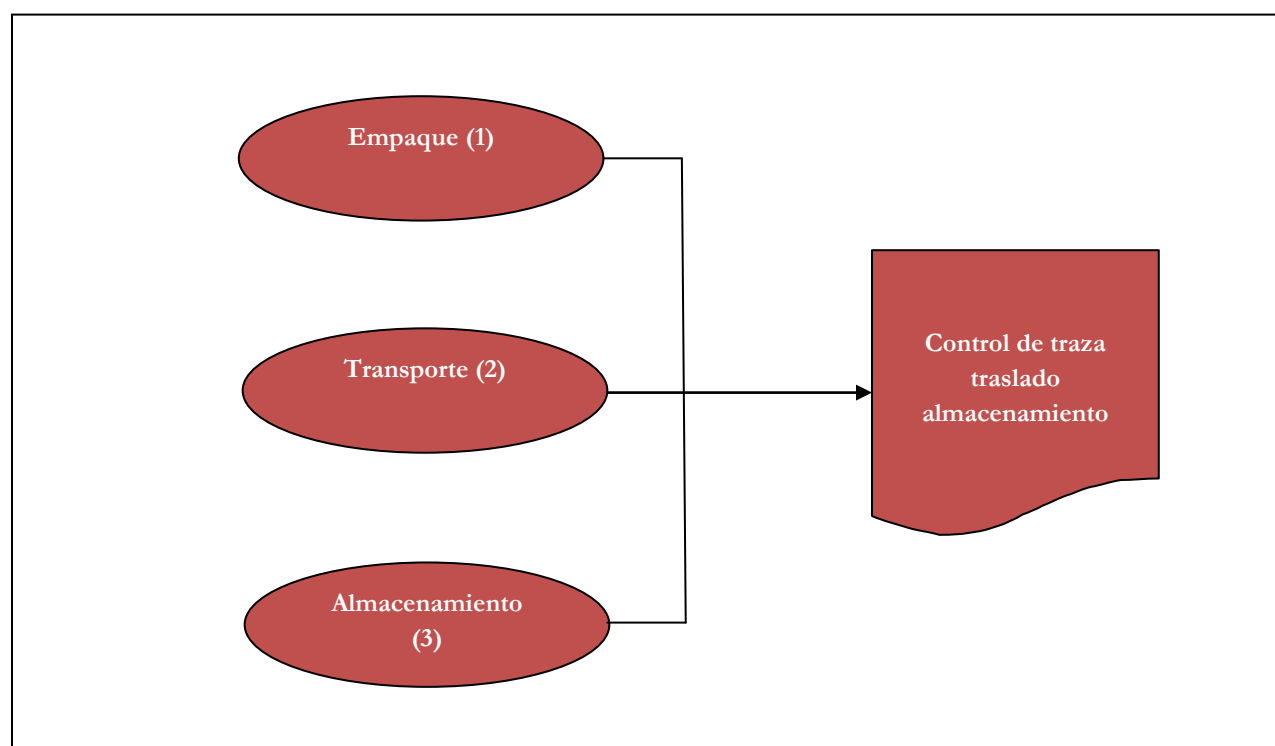 Empaque (1)
Transporte (2)
Control de traza
traslado
almacenamiento
Almacenamiento
(3)